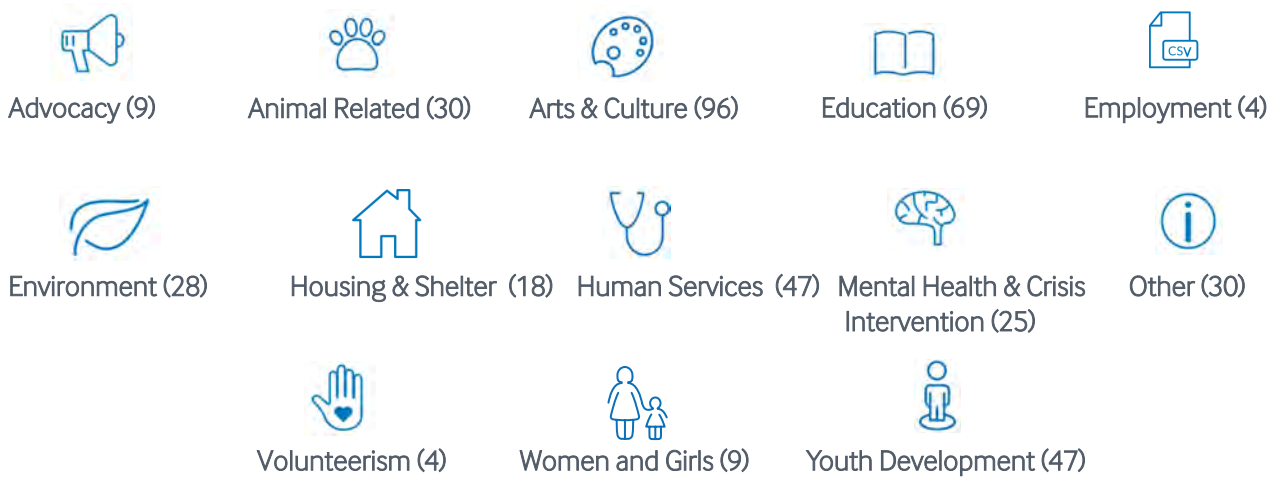 CSV
Advocacy (9)
Animal Related (30)
Arts & Culture (96)
Education (69)
Employment (4)
i
Environment (28)
Housing & Shelter (18)
Human Services (47)
Mental Health & Crisis
Intervention (25)
Other (30)
Volunteerism (4)
Women and Girls (9)
Youth Development (47)